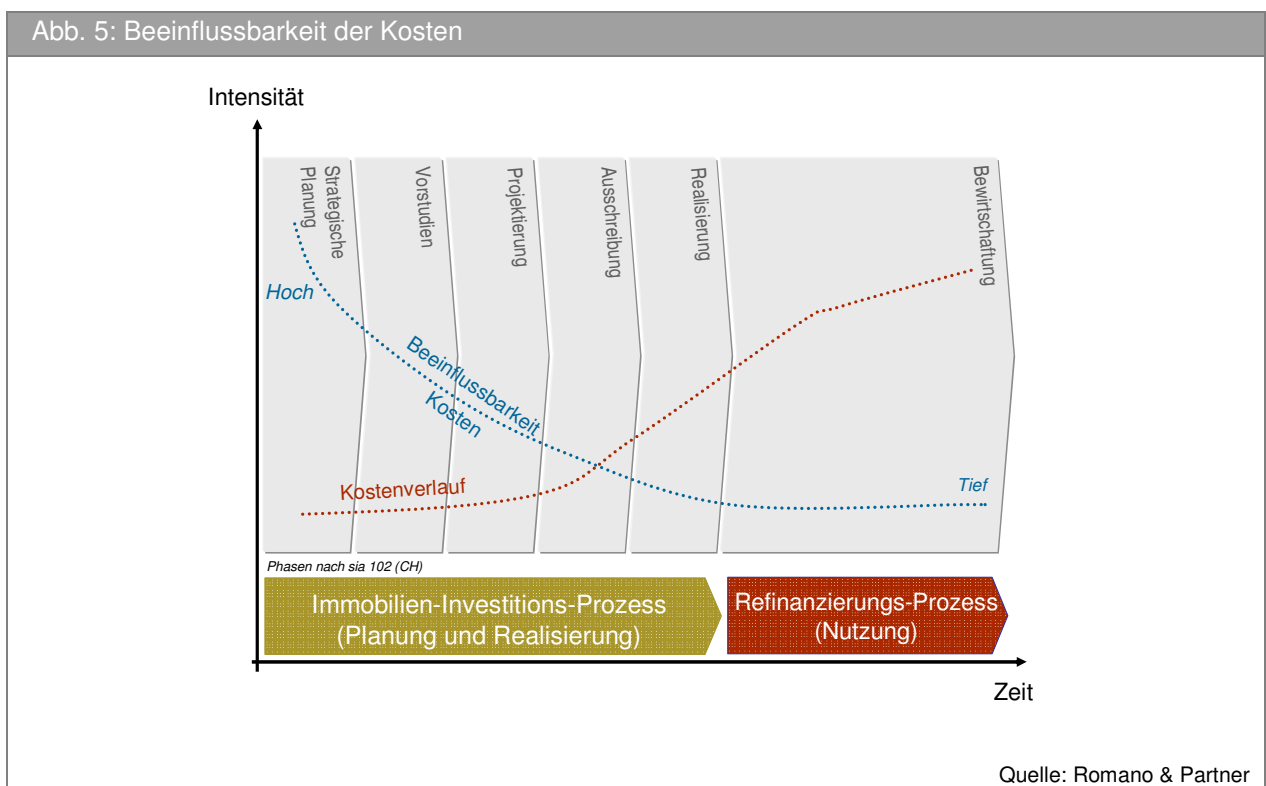 Abb. 5: Beeinflussbarkeit der Kosten
Intensität
Strategische
Planung
Vorstudien
Projektierung
Ausschreibung
Realisierung
Bewirtschaftung
Hoch
Beeinflussbarkeit
Kosten
Kostenverlauf
Tief
Phasen nach sia 102 (CH)
Immobilien-Investitions-Prozess
(Planung und Realisierung)
Refinanzierungs-Prozess
(Nutzung)
Zeit
Quelle: Romano & Partner